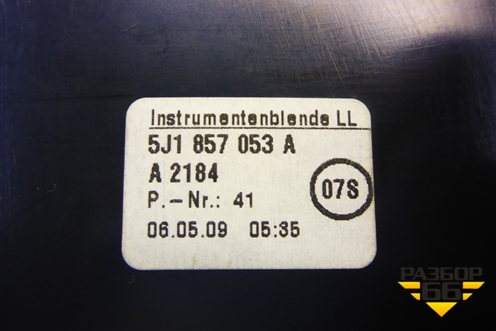 Instrumentenblende LL
5J1 857 053 A
A 2184
07S
P.-Nr.: 41
06.05.09 05:35
РАЗБОР
66